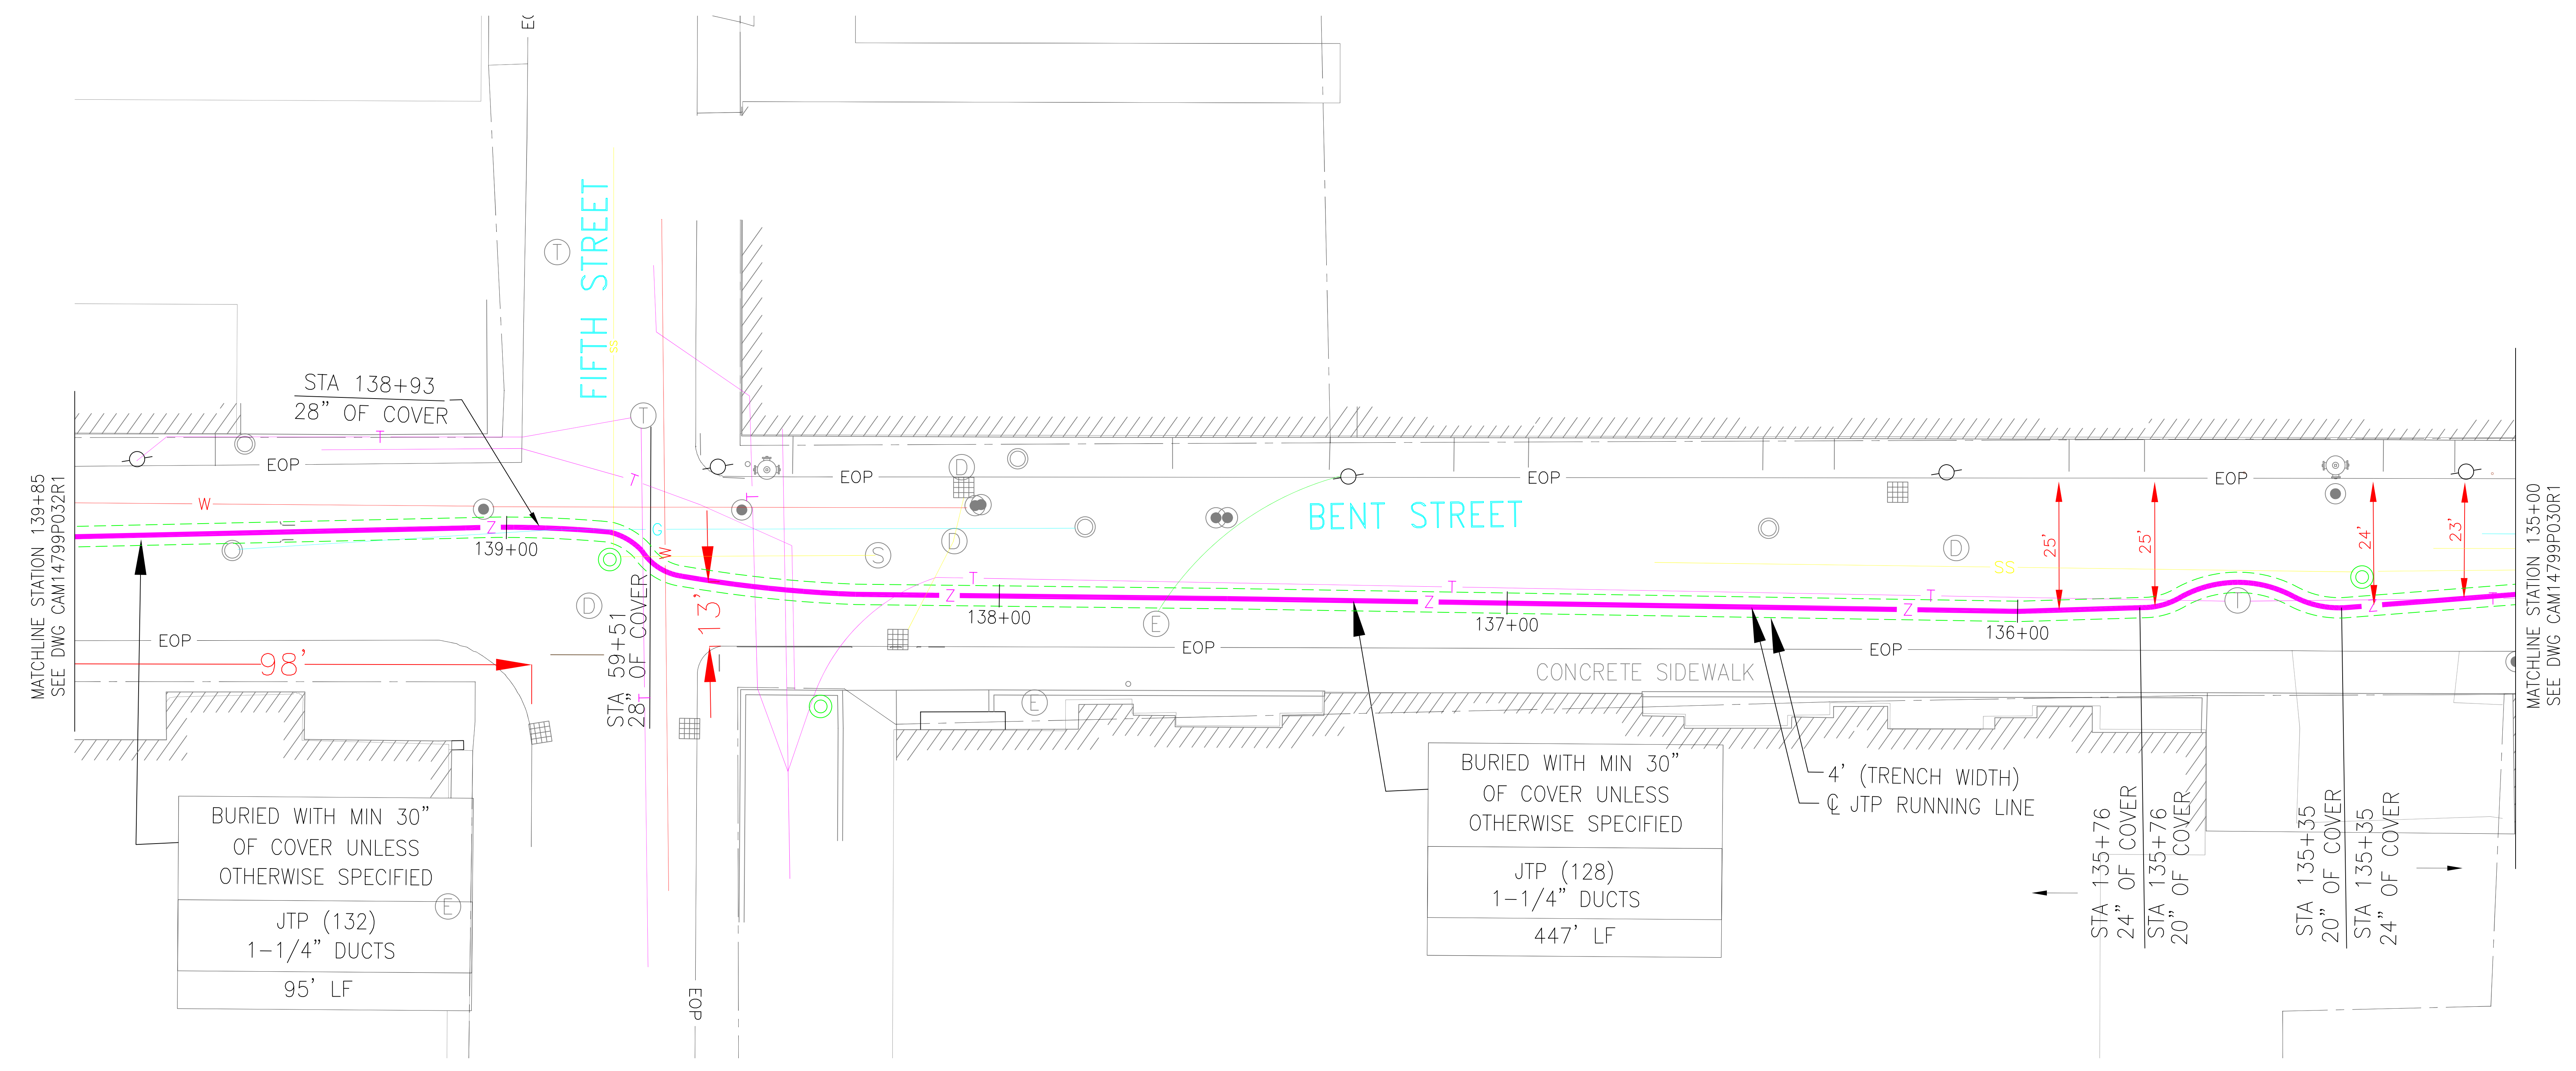 EO
FIFTH STREET
SS
T
T
STA 138+93
28" OF COVER
T
T
T
EOP
EOP
EOP
EOP
D
W
BENT STREET
MATCHLINE STATION 139+85
SEE DWG CAM14799P032R1
MATCHLINE STATION 135+00
SEE DWG CAM14799P030R1
Z
139+00
G
W
S
D
D
SS
25'
25'
24'
23'
T
T
T
T
T
Z
Z
Z
Z
138+00
137+00
136+00
D
E
STA 59+51
28" OF COVER
T
13'
EOP
EOP
EOP
98'
CONCRETE SIDEWALK
E
BURIED WITH MIN 30"
OF COVER UNLESS
OTHERWISE SPECIFIED
JTP (132)
1-1/4" DUCTS
95' LF
E
EOP
BURIED WITH MIN 30"
OF COVER UNLESS
OTHERWISE SPECIFIED
JTP (128)
1-1/4" DUCTS
447' LF
4' (TRENCH WIDTH)
℄ JTP RUNNING LINE
STA 135+76
24" OF COVER
STA 135+76
20" OF COVER
STA 135+35
20" OF COVER
STA 135+35
24" OF COVER